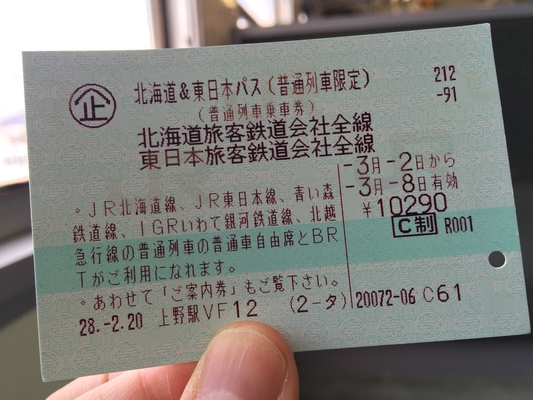 企
北海道&東日本パス(普通列車限定)
212
-91
(普通列車乗車券)
北海道旅客鉄道会社全線
東日本旅客鉄道会社全線
-3月-2日から
-3月-8日有効
¥10290
C制 R001
。JR北海道線、JR東日本線、青い森
鉄道線、IGRいわて銀河鉄道線、北越
急行線の普通列車の普通車自由席とBR
Tがご利用になれます。
。あわせて「ご案内券」もご覧下さい。
28.-2.20 上野駅VF12 (2-タ) 20072-06 C61